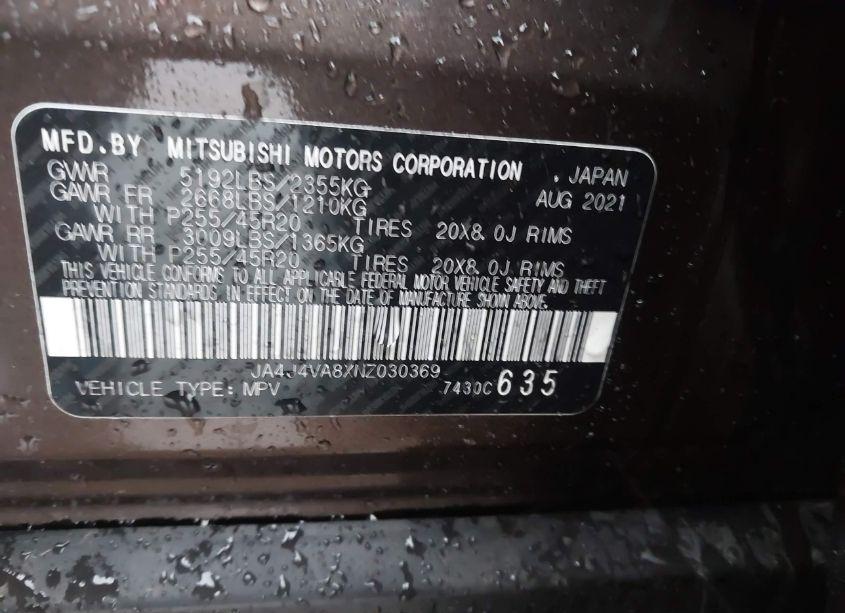 MFD.BY MITSUBISHI MOTORS CORPORATION , JAPAN
GVWR 5192LBS/2355KG AUG 2021
GAWR FR 2668LBS/1210KG
WITH P255/45R20 TIRES 20X8.0J RIMS
GAWR RR 3009LBS/1365KG
WITH P255/45R20 TIRES 20X8.0J RIMS
THIS VEHICLE CONFORMS TO ALL APPLICABLE FEDERAL MOTOR VEHICLE SAFETY AND THEFT
PREVENTION STANDARDS, IN EFFECT ON THE DATE OF MANUFACTURE SHOWN ABOVE.
JA4J4VA8XNZ030369
VEHICLE TYPE: MPV 7430C 635